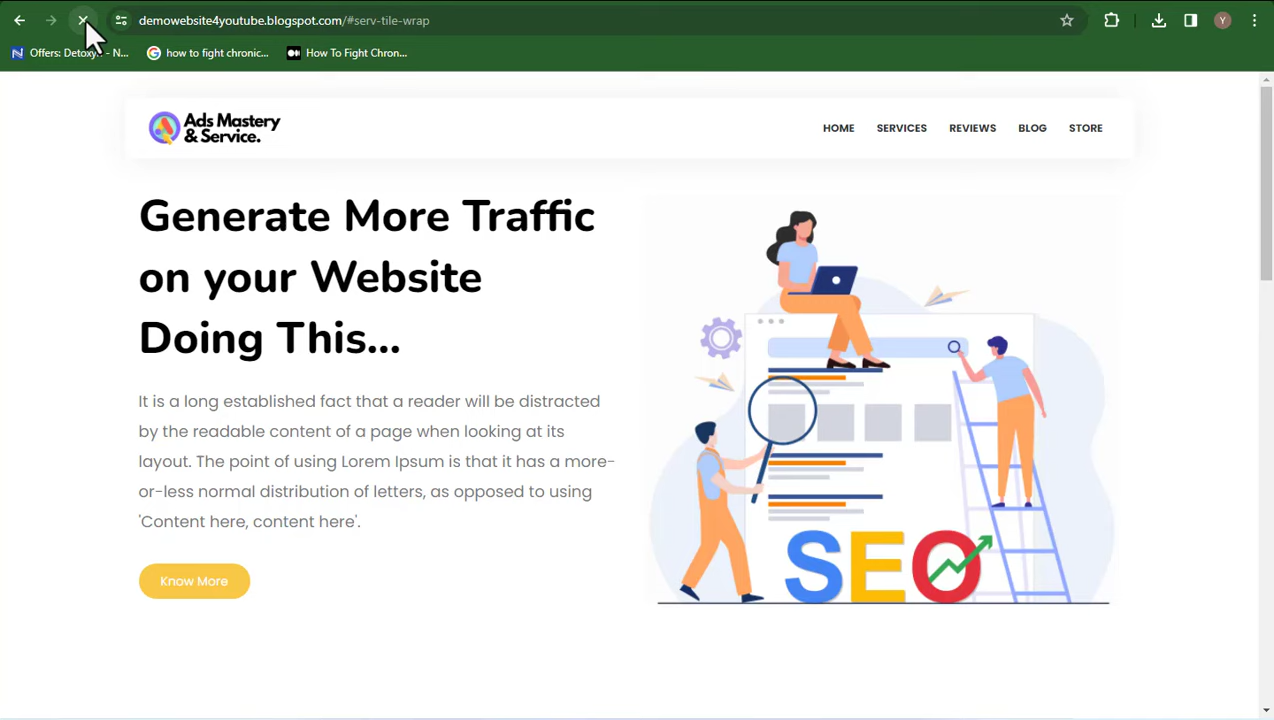 demowebsite4youtube.blogspot.com/#serv-tile-wrap
Y
N Offers: - N...
how to fight chronic...
How To Fight Chron...
Ads Mastery
& Service.
HOME SERVICES REVIEWS BLOG STORE
Generate More Traffic
on your Website
Doing This...
It is a long established fact that a reader will be distracted
by the readable content of a page when looking at its
layout. The point of using Lorem Ipsum is that it has a more-
or-less normal distribution of letters, as opposed to using
'Content here, content here'.
Know More
SEO